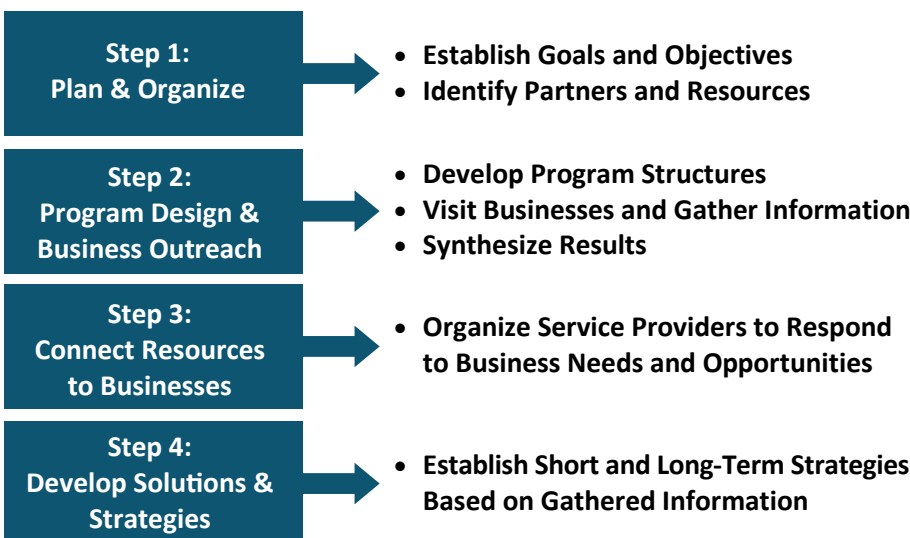 Step 1:
Plan & Organize
• Establish Goals and Objectives
• Identify Partners and Resources
Step 2:
Program Design &
Business Outreach
• Develop Program Structures
• Visit Businesses and Gather Information
• Synthesize Results
Step 3:
Connect Resources
to Businesses
• Organize Service Providers to Respond
to Business Needs and Opportunities
Step 4:
Develop Solutions &
Strategies
• Establish Short and Long-Term Strategies
Based on Gathered Information